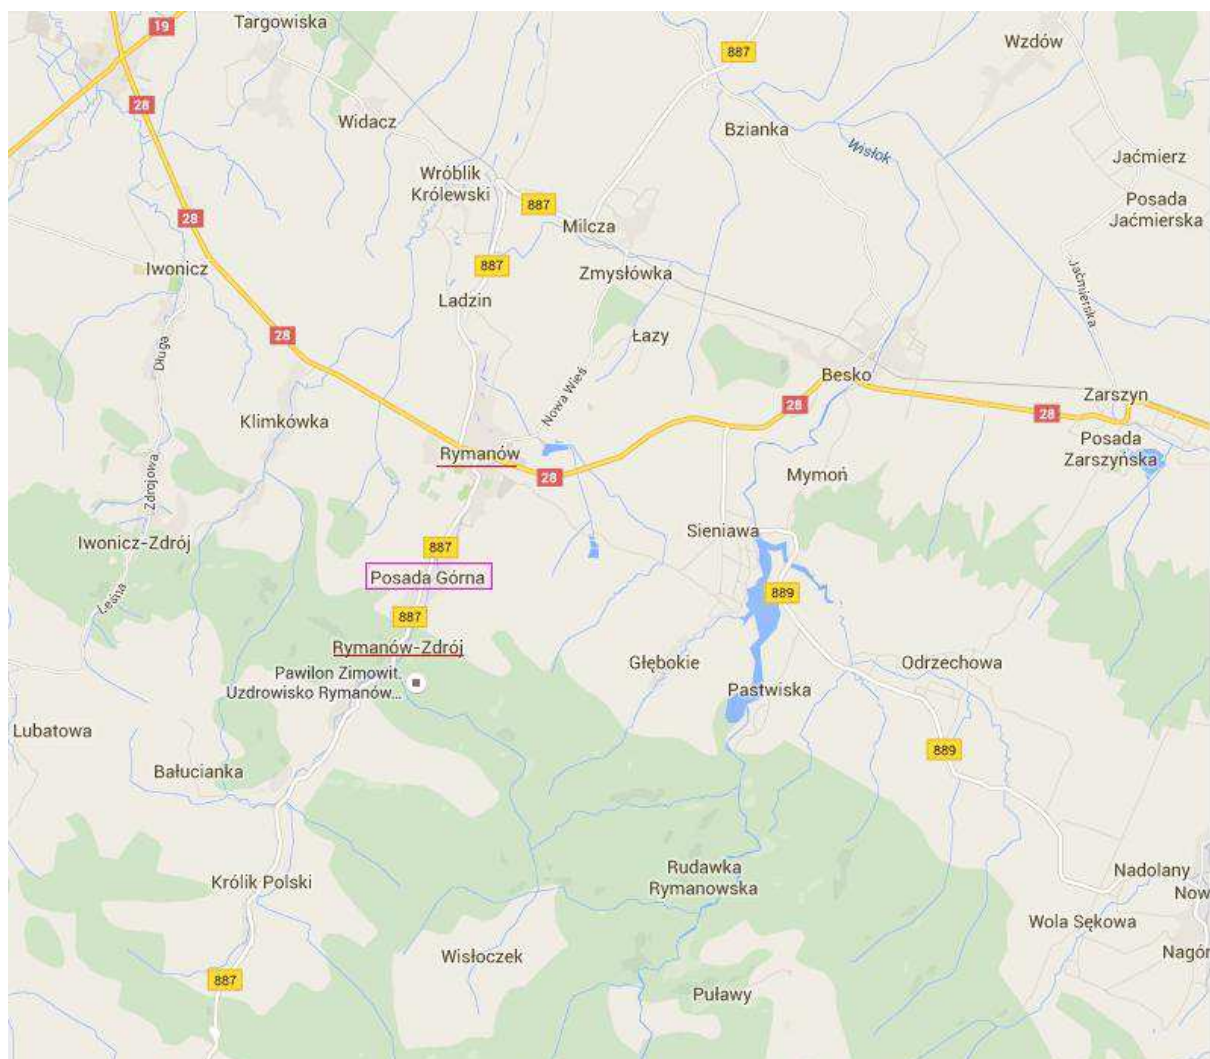 Targowiska
19
887
Wzdów
28
Widacz
Bzianka
Wisłok
Jaćmierz
Wróblik
Królewski
887
Posada
Jaćmierska
28
Milcza
Iwonicz
887
Zmysłówka
Jaćmierska
Ladzin
28
Łazy
Długa
Besko
Nowa Wieś
28
Zarszyn
28
Klimkówka
Rymanów
Posada
Zarszyńska
Zdrojowa
28
Mymoń
Iwonicz-Zdrój
Sieniawa
887
Posada Górna
Leśna
889
887
Rymanów-Zdrój
Głębokie
Odrzechowa
Pawilon Zimowit.
Uzdrowisko Rymanów...
Pastwiska
Lubatowa
889
Bałucianka
Królik Polski
Rudawka
Rymanowska
Nadolany
Now
Wola Sękowa
Wisłoczek
Nagór
887
Puławy